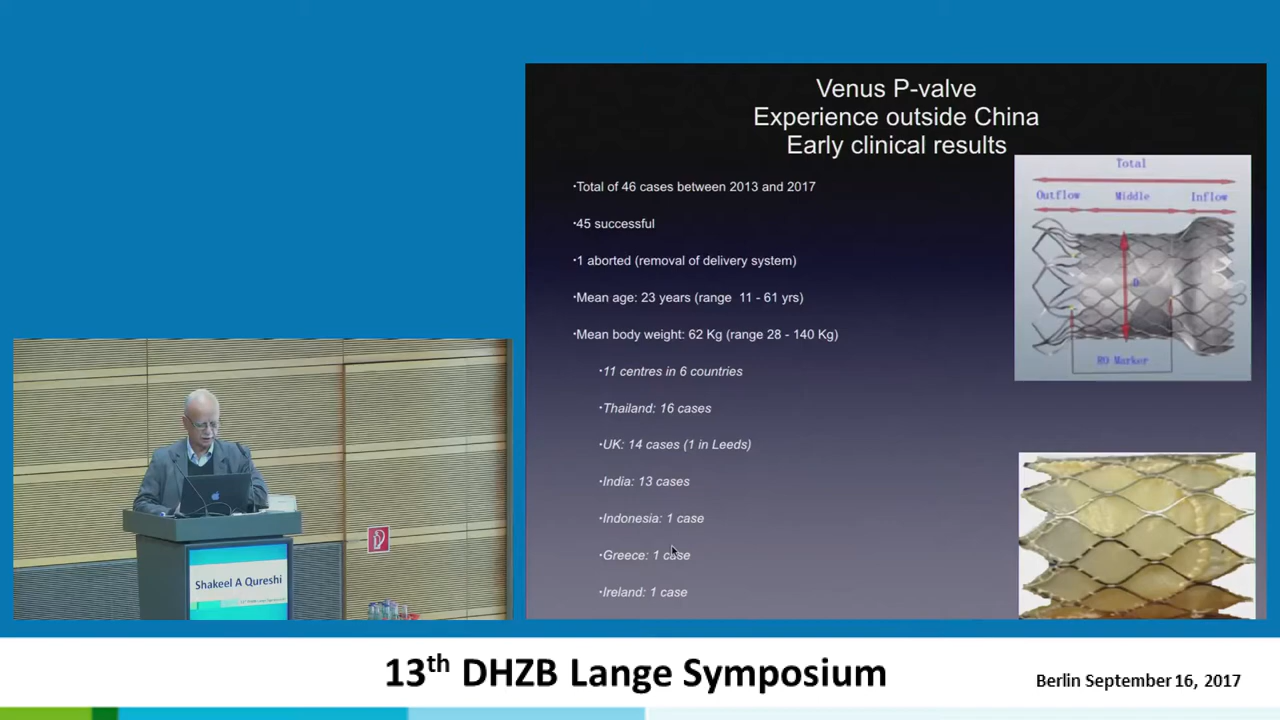 Venus P-valve
Experience outside China
Early clinical results
·Total of 46 cases between 2013 and 2017
·45 successful
·1 aborted (removal of delivery system)
·Mean age: 23 years (range 11 - 61 yrs)
·Mean body weight: 62 Kg (range 28 - 140 Kg)
·11 centres in 6 countries
·Thailand: 16 cases
·UK: 14 cases (1 in Leeds)
·India: 13 cases
·Indonesia: 1 case
·Greece: 1 case
·Ireland: 1 case
Total
Outflow Middle Inflow
D
RO Marker
Shakeel A Qureshi
13th DHZB Lange Symposium
Berlin September 16, 2017